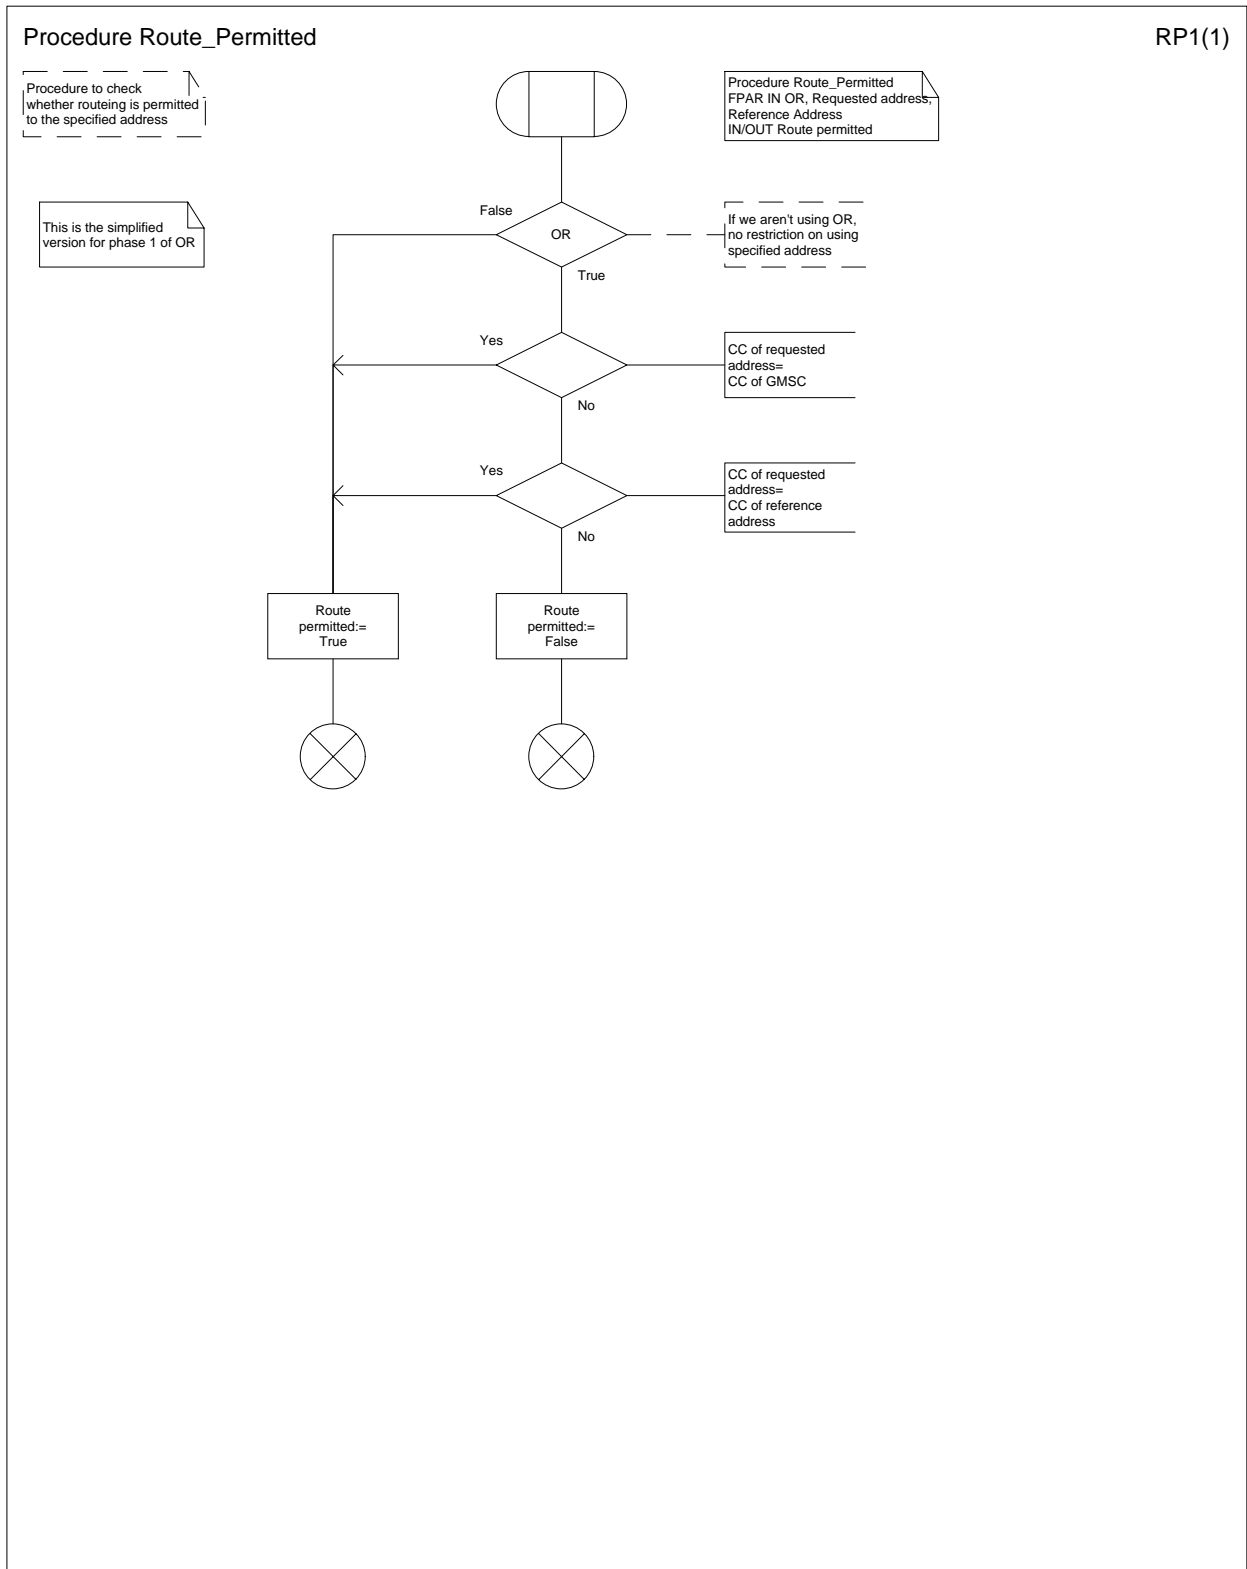 Procedure Route_Permitted
RP1(1)
Procedure to check
whether routeing is permitted
to the specified address
Procedure Route_Permitted
FPAR IN OR, Requested address,
Reference Address
IN/OUT Route permitted
This is the simplified
version for phase 1 of OR
False
OR
If we aren't using OR,
no restriction on using
specified address
True
Yes
CC of requested
address=
CC of GMSC
No
Yes
CC of requested
address=
CC of reference
address
No
Route
permitted:=
True
Route
permitted:=
False